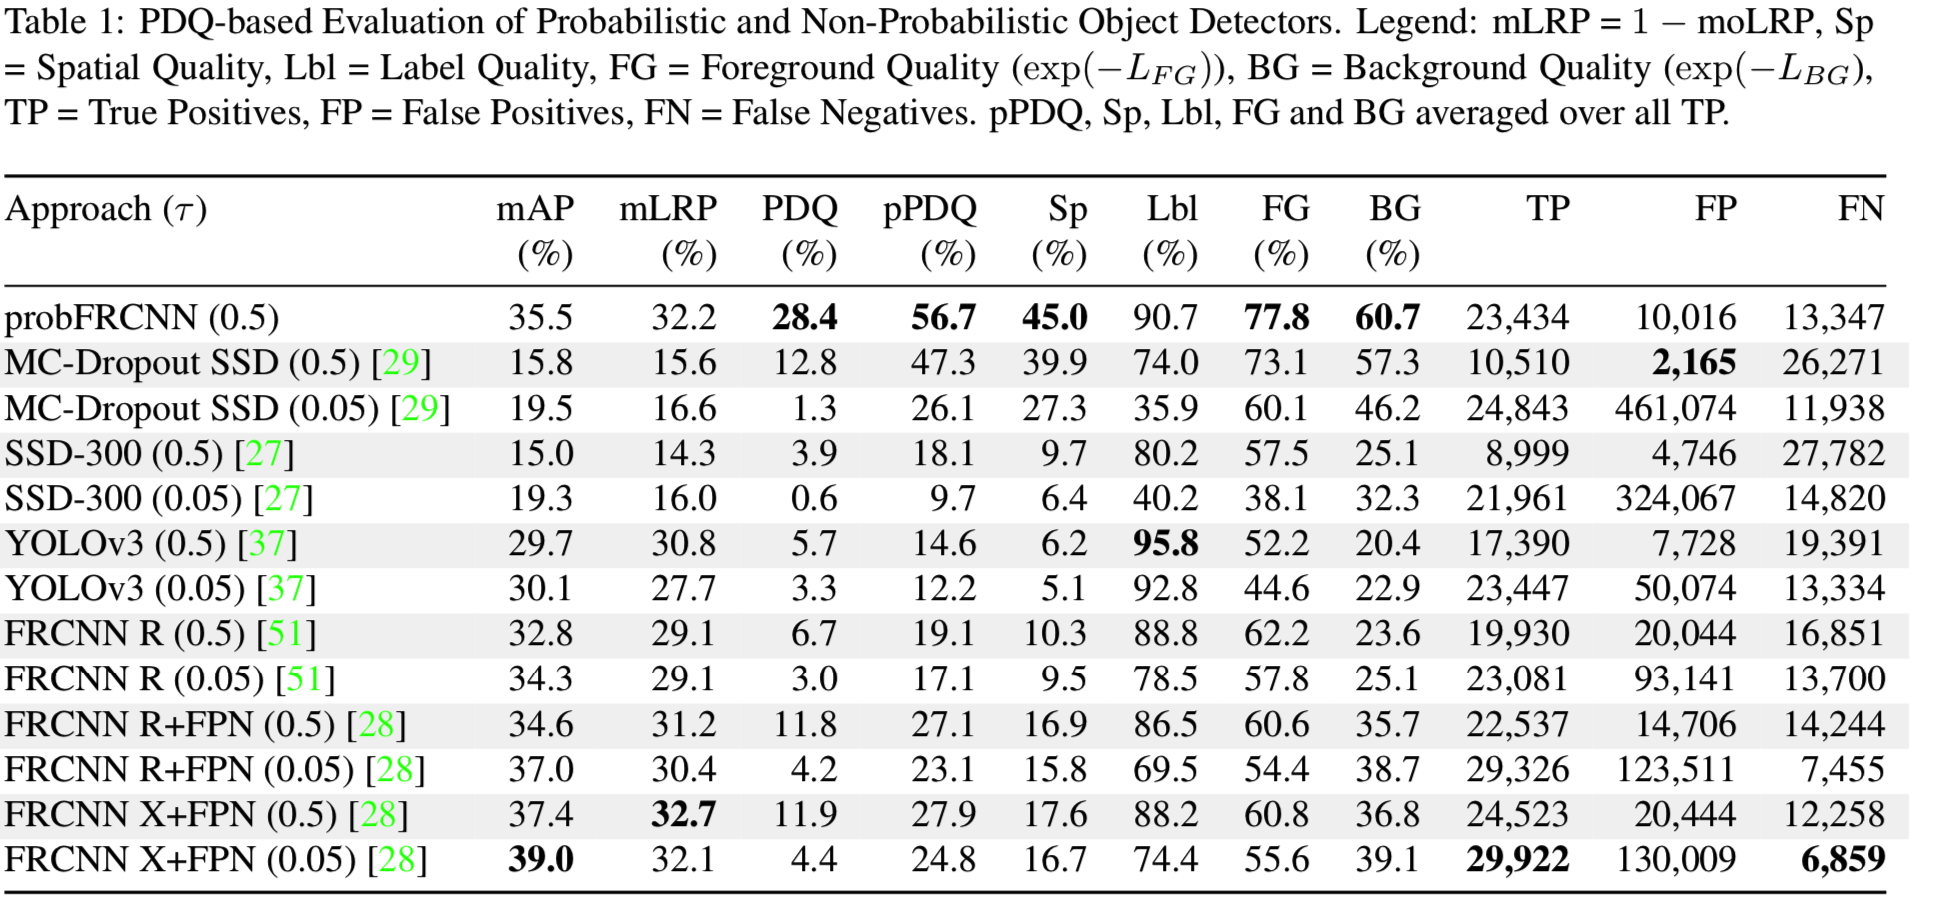 Table 1: PDQ-based Evaluation of Probabilistic and Non-Probabilistic Object Detectors. Legend: mLRP = 1 − moLRP, Sp
= Spatial Quality, Lbl = Label Quality, FG = Foreground Quality (exp(−L_FG)), BG = Background Quality (exp(−L_BG),
TP = True Positives, FP = False Positives, FN = False Negatives. pPDQ, Sp, Lbl, FG and BG averaged over all TP.
Approach (τ) mAP mLRP PDQ pPDQ Sp Lbl FG BG TP FP FN
(%) (%) (%) (%) (%) (%) (%) (%)
probFRCNN (0.5) 35.5 32.2 28.4 56.7 45.0 90.7 77.8 60.7 23,434 10,016 13,347
MC-Dropout SSD (0.5) [29] 15.8 15.6 12.8 47.3 39.9 74.0 73.1 57.3 10,510 2,165 26,271
MC-Dropout SSD (0.05) [29] 19.5 16.6 1.3 26.1 27.3 35.9 60.1 46.2 24,843 461,074 11,938
SSD-300 (0.5) [27] 15.0 14.3 3.9 18.1 9.7 80.2 57.5 25.1 8,999 4,746 27,782
SSD-300 (0.05) [27] 19.3 16.0 0.6 9.7 6.4 40.2 38.1 32.3 21,961 324,067 14,820
YOLOv3 (0.5) [37] 29.7 30.8 5.7 14.6 6.2 95.8 52.2 20.4 17,390 7,728 19,391
YOLOv3 (0.05) [37] 30.1 27.7 3.3 12.2 5.1 92.8 44.6 22.9 23,447 50,074 13,334
FRCNN R (0.5) [51] 32.8 29.1 6.7 19.1 10.3 88.8 62.2 23.6 19,930 20,044 16,851
FRCNN R (0.05) [51] 34.3 29.1 3.0 17.1 9.5 78.5 57.8 25.1 23,081 93,141 13,700
FRCNN R+FPN (0.5) [28] 34.6 31.2 11.8 27.1 16.9 86.5 60.6 35.7 22,537 14,706 14,244
FRCNN R+FPN (0.05) [28] 37.0 30.4 4.2 23.1 15.8 69.5 54.4 38.7 29,326 123,511 7,455
FRCNN X+FPN (0.5) [28] 37.4 32.7 11.9 27.9 17.6 88.2 60.8 36.8 24,523 20,444 12,258
FRCNN X+FPN (0.05) [28] 39.0 32.1 4.4 24.8 16.7 74.4 55.6 39.1 29,922 130,009 6,859